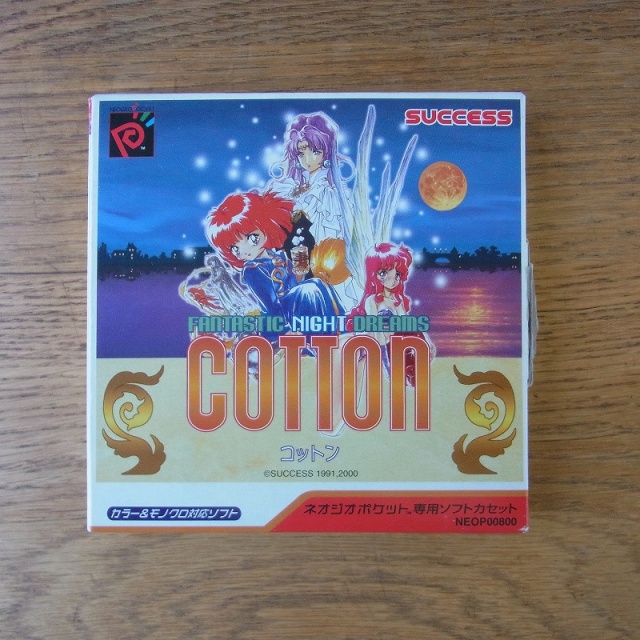 SUCCESS
FANTASTIC NIGHT DREAMS
COTTON
コットン
©SUCCESS 1991,2000
カラー&モノクロ対応ソフト
ネオジオポケット専用ソフトカセット
NEOP00800